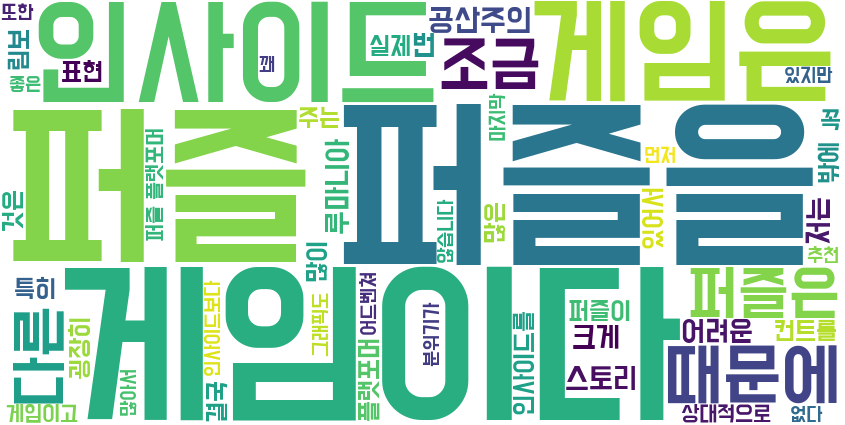 또한
인사이드
공산주의
게임은
림보
표현
꽤
실제
번
조금
있지만
좋은
퍼즐
퍼즐을
주는
마지막
꼭
퍼즐 플랫포머
루마니아
먼저
밖에
것은
않습니다
많은
있어서
저는
추천
특히
많이
게임이다
퍼즐은
다른
굉장히
인사이드보다
그래픽도
어드벤쳐
분위기가
퍼즐이
크게
어려운
컨트롤
결국
플랫포머
인사이드를
스토리
때문에
게임이고
많아서
상대적으로
없다